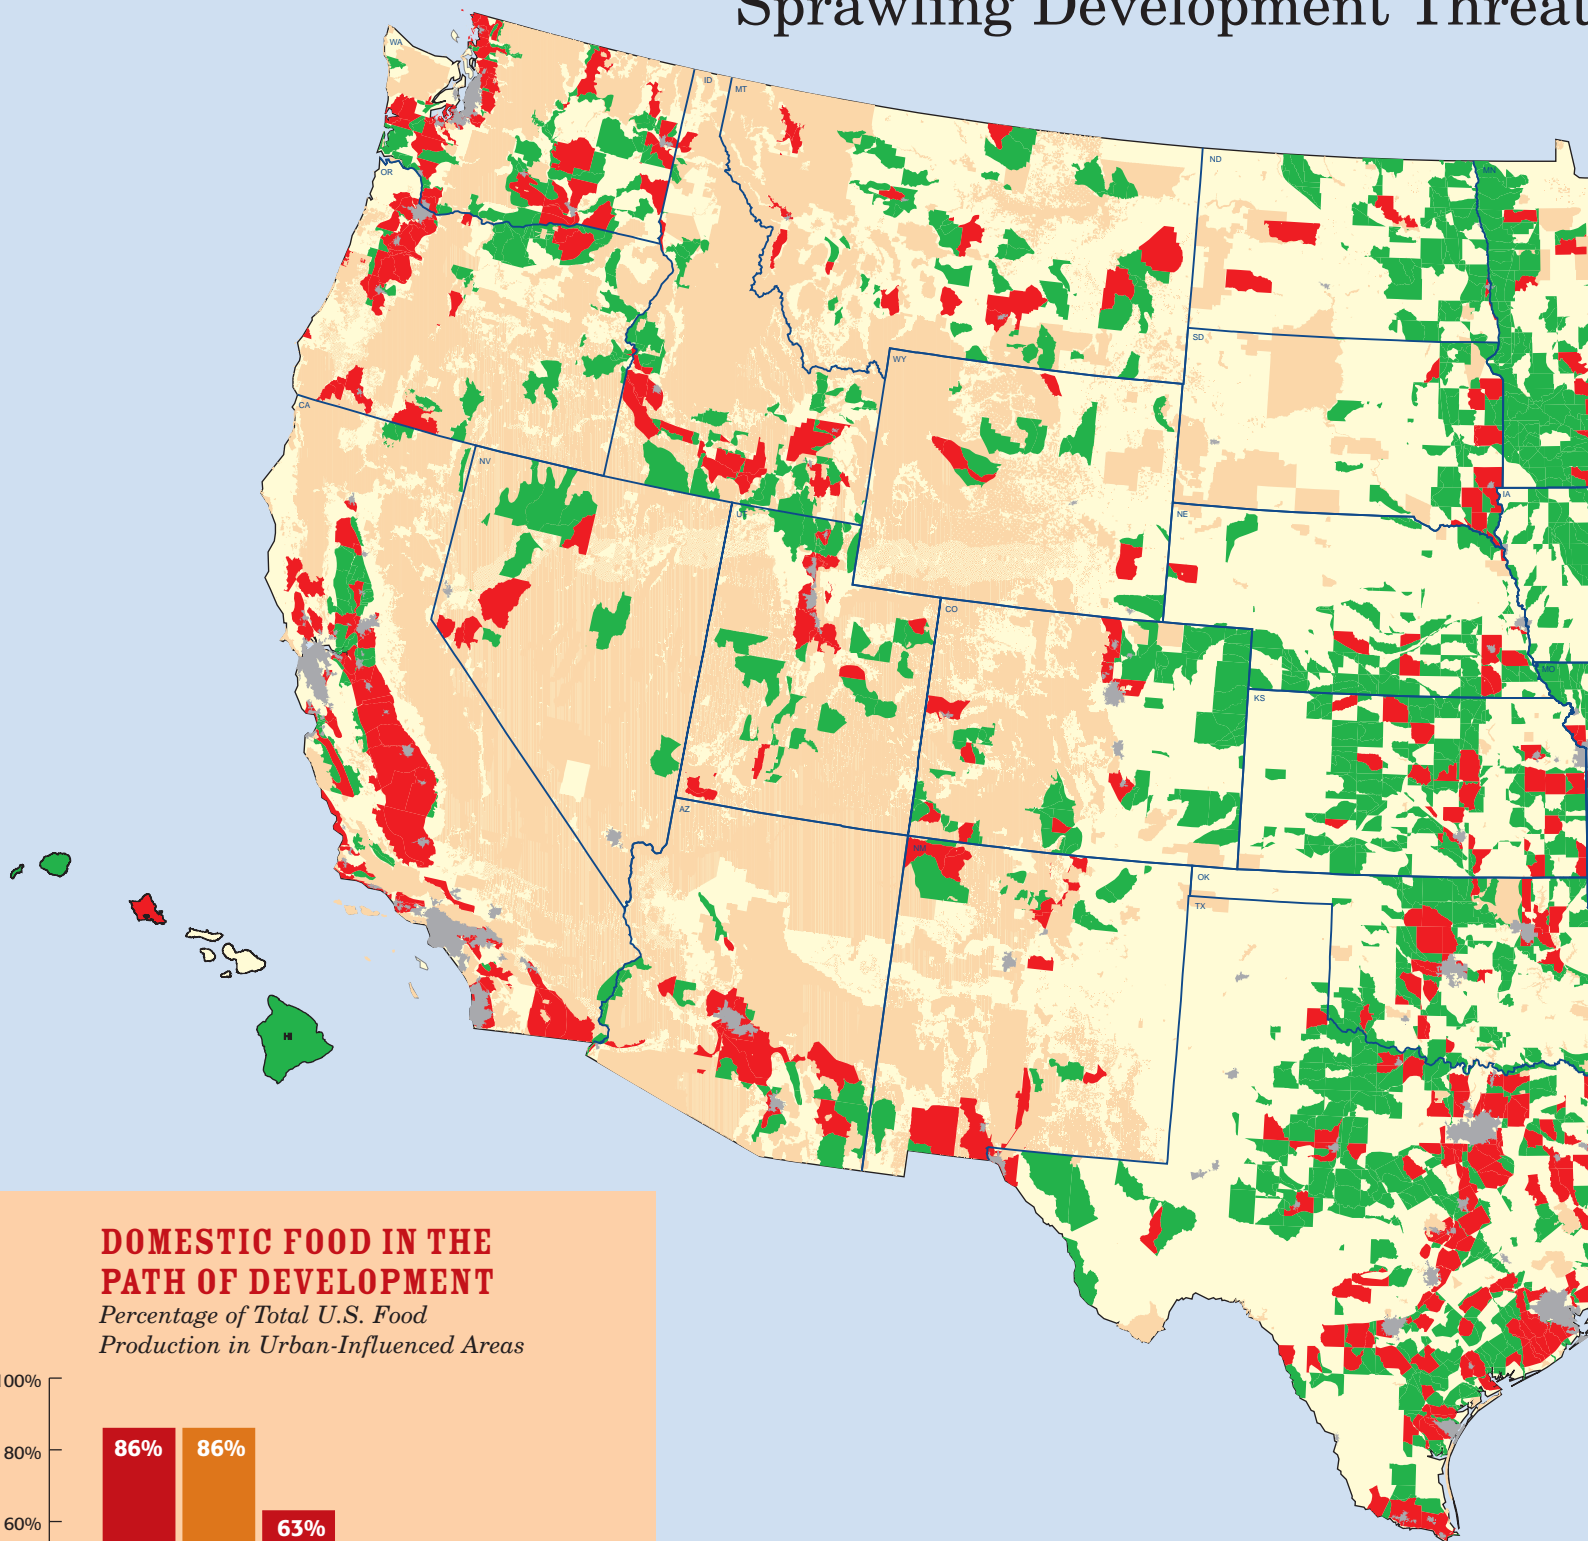 Sprawling Development Threat
WA
ID
MT
ND
MN
OR
SD
WY
CA
NV
IA
UT
NE
CO
MO
KS
AZ
NM
OK
TX
HI
DOMESTIC FOOD IN THE
PATH OF DEVELOPMENT
Percentage of Total U.S. Food
Production in Urban-Influenced Areas
100%
86% 86%
80%
63%
60%